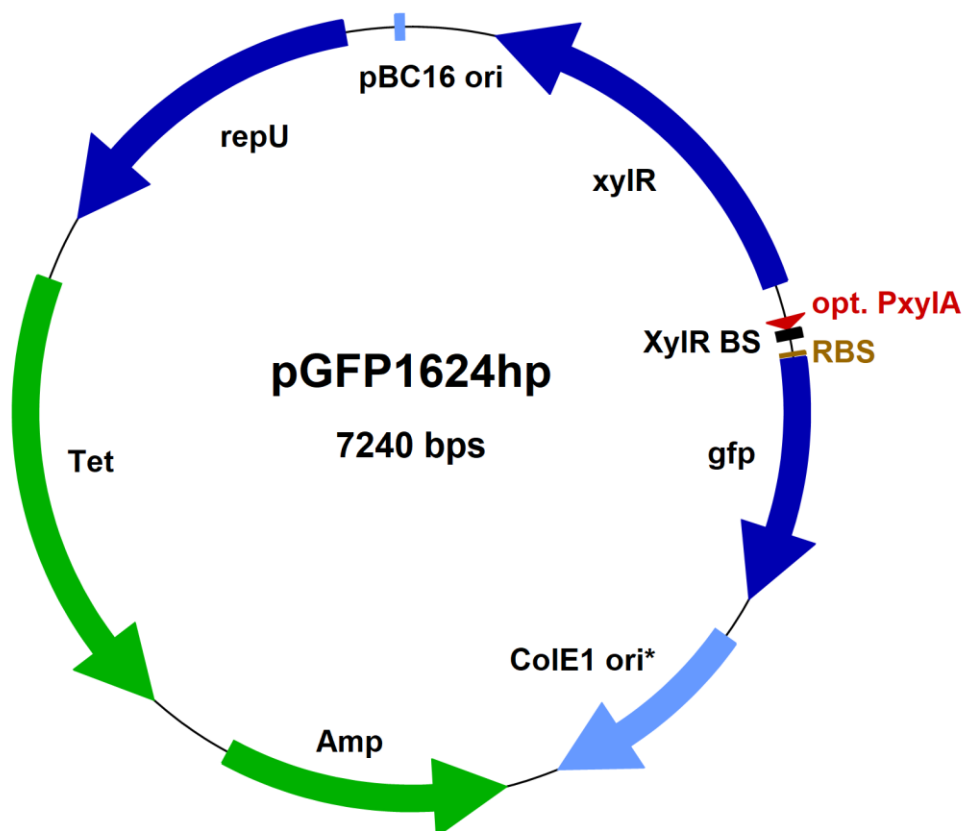 pBC16 ori
repU
xylR
opt. PxylA
XylR BS
RBS
pGFP1624hp
7240 bps
gfp
Tet
ColE1 ori*
Amp